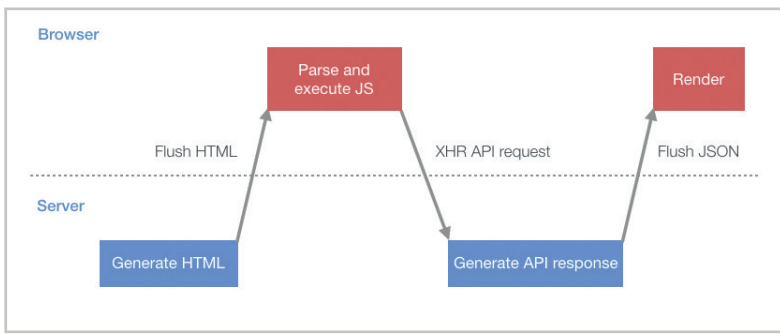 Browser
Parse and
execute JS
Render
Flush HTML
XHR API request
Flush JSON
Server
Generate HTML
Generate API response